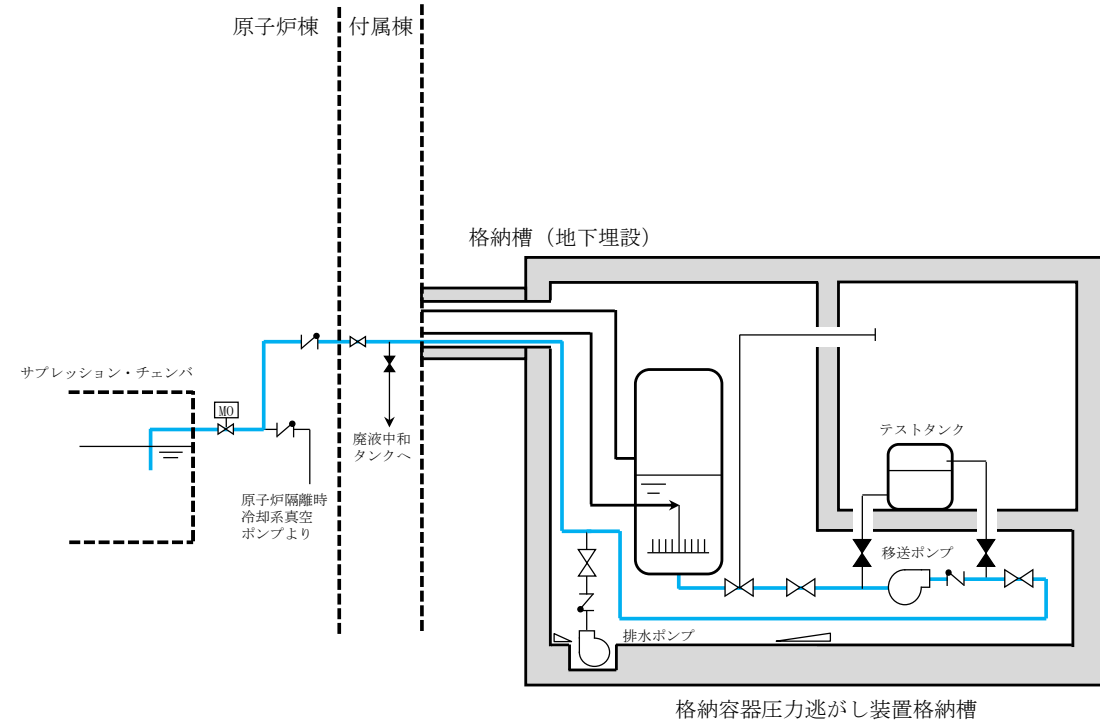 原子炉棟
付属棟
格納槽（地下埋設）
サプレッション・チェンバ
MO
廃液中和
タンクへ
原子炉隔離時
冷却系真空
ポンプより
テストタンク
移送ポンプ
排水ポンプ
格納容器圧力逃がし装置格納槽